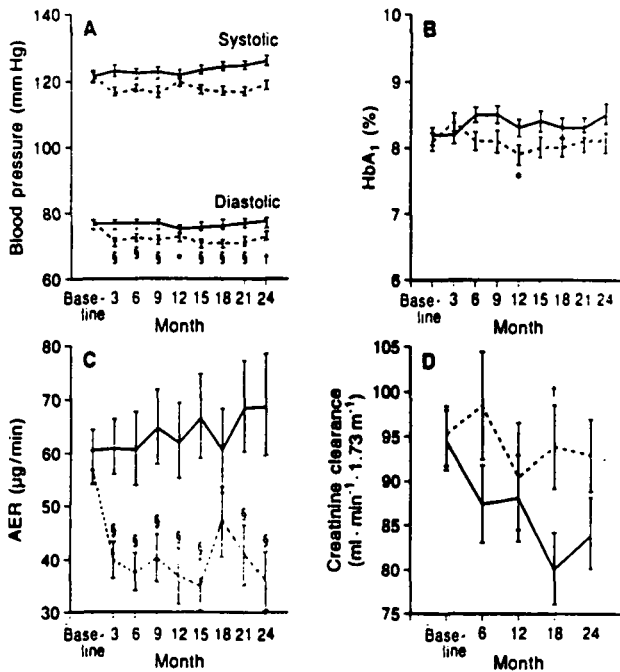 A
Systolic
140
120
100
80
60
Blood pressure (mm Hg)
Diastolic
§ § § * § § § †
Base-line 3 6 9 12 15 18 21 24
Month
B
10
9
8
7
6
HbA₁ (%)
*
Base-line 3 6 9 12 15 18 21 24
Month
C
80
70
60
50
40
30
AER (µg/min)
§ § § § § § §
Base-line 3 6 9 12 15 18 21 24
Month
D
105
100
95
90
85
80
75
Creatinine clearance
(ml · min⁻¹ · 1.73 m⁻¹)
†
Base-line 6 12 18 24
Month